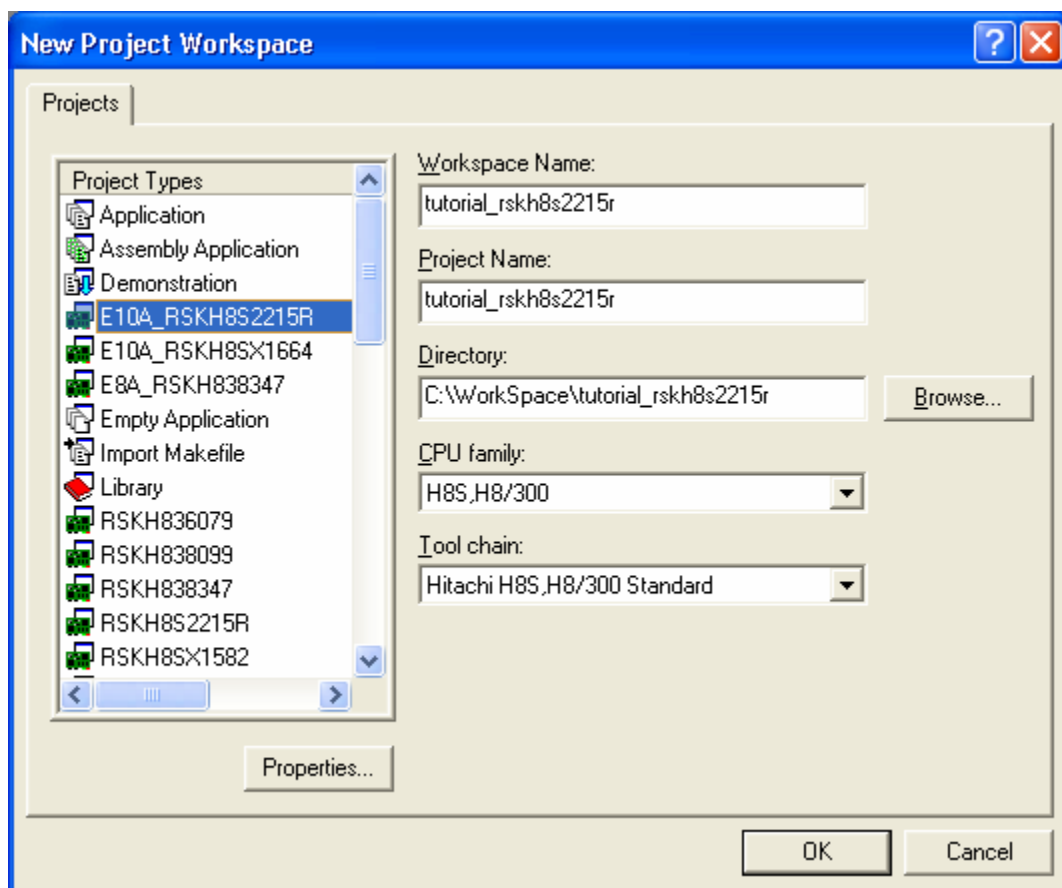 New Project Workspace
Projects
Project Types
Application
Assembly Application
Demonstration
E10A_RSKH8S2215R
E10A_RSKH8SX1664
E8A_RSKH838347
Empty Application
Import Makefile
Library
RSKH836079
RSKH838099
RSKH838347
RSKH8S2215R
RSKH8SX1582
Properties...
Workspace Name:
tutorial_rskh8s2215r
Project Name:
tutorial_rskh8s2215r
Directory:
C:\WorkSpace\tutorial_rskh8s2215r
Browse...
CPU family:
H8S,H8/300
Tool chain:
Hitachi H8S,H8/300 Standard
OK
Cancel